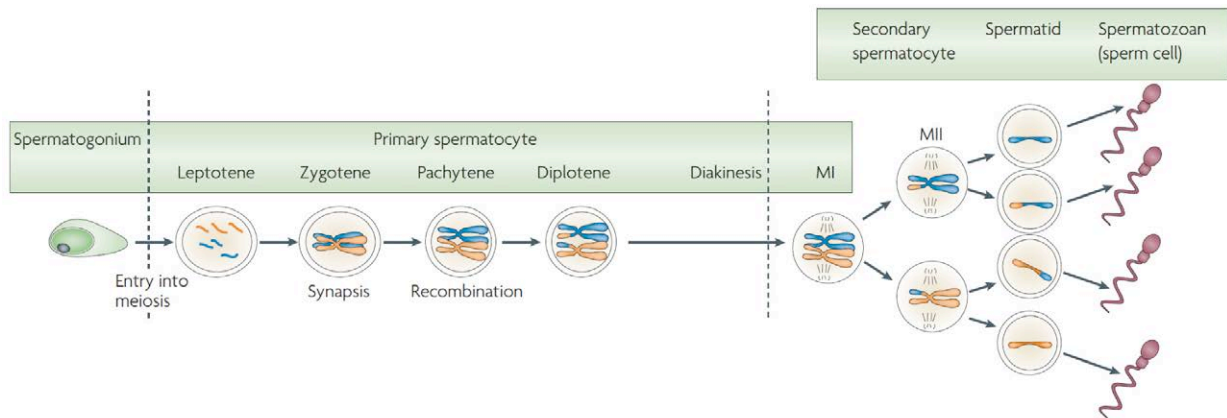 Secondary
spermatocyte
Spermatid
Spermatozoan
(sperm cell)
Spermatogonium
Primary spermatocyte
Leptotene
Zygotene
Pachytene
Diplotene
Diakinesis
MI
MII
Entry into
meiosis
Synapsis
Recombination